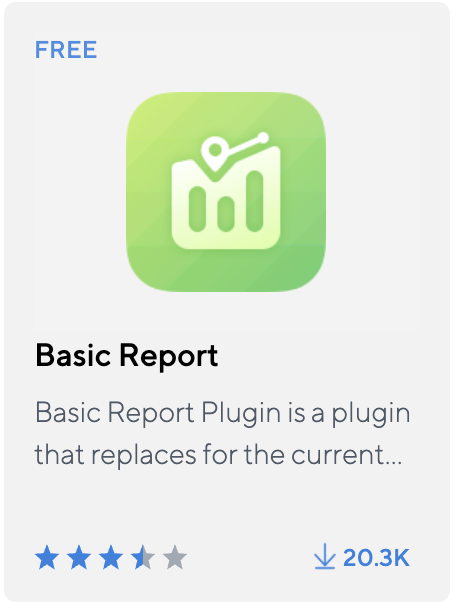 FREE
Basic Report
Basic Report Plugin is a plugin
that replaces for the current...
20.3K